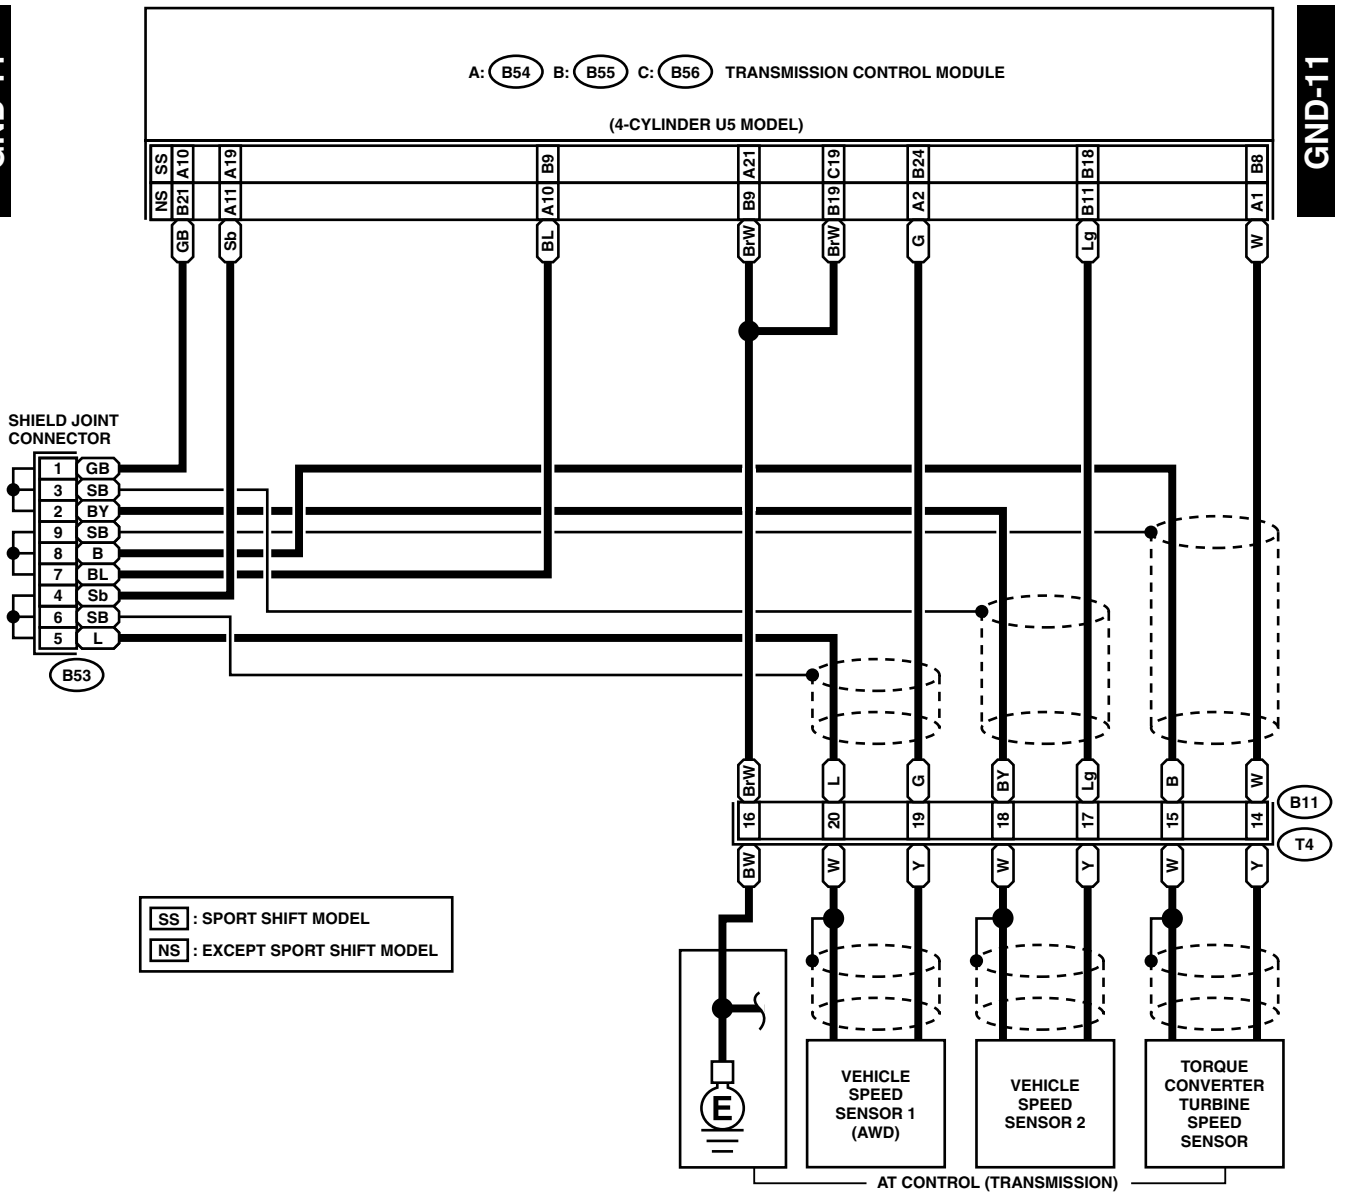 GND-11
A: B54 B: B55 C: B56 TRANSMISSION CONTROL MODULE
(4-CYLINDER U5 MODEL)
SS A10 A19 B9 A21 C19 B24 B18 B8
NS B21 A11 A10 B9 B19 A2 B11 A1
GB Sb BL BrW BrW G Lg W
SHIELD JOINT
CONNECTOR
1 GB
3 SB
2 BY
9 SB
8 B
7 BL
4 Sb
6 SB
5 L
B53
BrW L G BY Lg B W
16 20 19 18 17 15 14
B11
T4
BW W Y W Y W Y
SS : SPORT SHIFT MODEL
NS : EXCEPT SPORT SHIFT MODEL
E
VEHICLE
SPEED
SENSOR 1
(AWD)
VEHICLE
SPEED
SENSOR 2
TORQUE
CONVERTER
TURBINE
SPEED
SENSOR
AT CONTROL (TRANSMISSION)